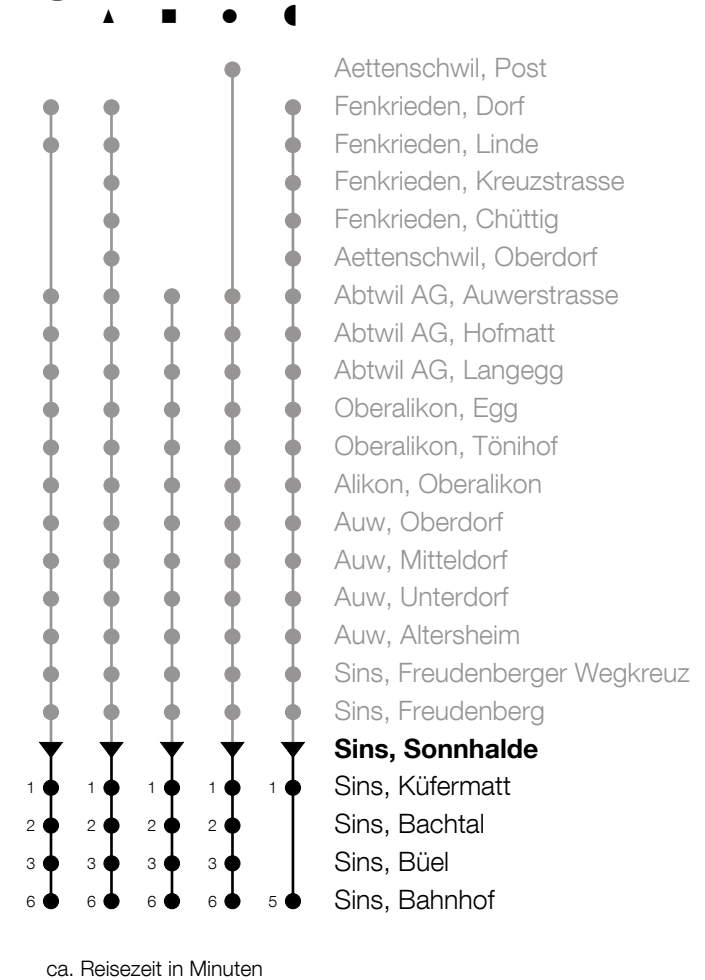 Aettenschwil, Post
Fenkrieden, Dorf
Fenkrieden, Linde
Fenkrieden, Kreuzstrasse
Fenkrieden, Chüttig
Aettenschwil, Oberdorf
Abtwil AG, Auwerstrasse
Abtwil AG, Hofmatt
Abtwil AG, Langegg
Oberalikon, Egg
Oberalikon, Tönihof
Alikon, Oberalikon
Auw, Oberdorf
Auw, Mitteldorf
Auw, Unterdorf
Auw, Altersheim
Sins, Freudenberger Wegkreuz
Sins, Freudenberg
Sins, Sonnhalde
1 1 1 1 1 Sins, Küfermatt
2 2 2 2 Sins, Bachtal
3 3 3 3 Sins, Büel
6 6 6 6 5 Sins, Bahnhof
ca. Reisezeit in Minuten